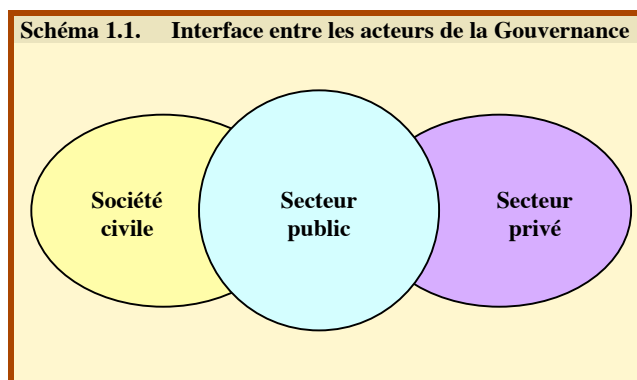 Schéma 1.1. Interface entre les acteurs de la Gouvernance
Société
civile
Secteur
public
Secteur
privé